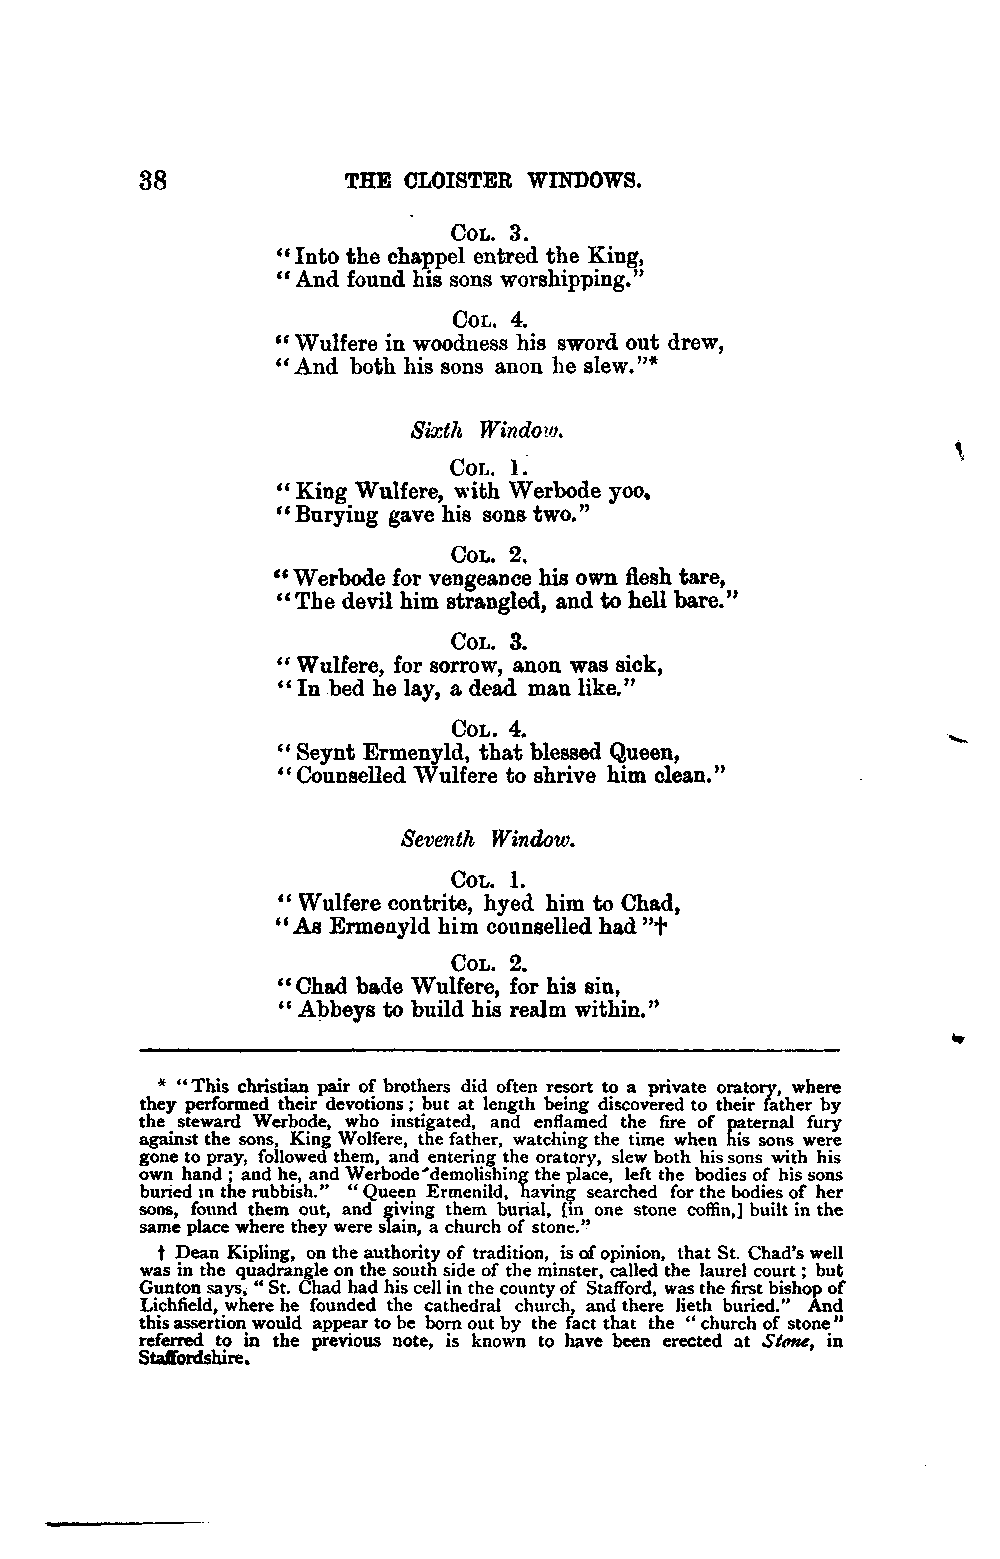 38 THE CLOISTER WINDOWS.
COL. 3.
"Into the chappel entred the King,
"And found his sons worshipping."
COL. 4.
"Wulfere in woodness his sword out drew,
"And both his sons anon he slew."*
Sixth Window.
COL. 1.
"King Wulfere, with Werbode yoo,
"Burying gave his sons two."
COL. 2.
"Werbode for vengeance his own flesh tare,
"The devil him strangled, and to hell bare."
COL. 3.
"Wulfere, for sorrow, anon was sick,
"In bed he lay, a dead man like."
COL. 4.
"Seynt Ermenyld, that blessed Queen,
"Counselled Wulfere to shrive him clean."
Seventh Window.
COL. 1.
"Wulfere contrite, hyed him to Chad,
"As Ermenyld him counselled had"†
COL. 2.
"Chad bade Wulfere, for his sin,
"Abbeys to build his realm within."
* "This christian pair of brothers did often resort to a private oratory, where
they performed their devotions; but at length being discovered to their father by
the steward Werbode, who instigated, and enflamed the fire of paternal fury
against the sons, King Wolfere, the father, watching the time when his sons were
gone to pray, followed them, and entering the oratory, slew both his sons with his
own hand; and he, and Werbode demolishing the place, left the bodies of his sons
buried in the rubbish." "Queen Ermenild, having searched for the bodies of her
sons, found them out, and giving them burial, [in one stone coffin,] built in the
same place where they were slain, a church of stone."
† Dean Kipling, on the authority of tradition, is of opinion, that St. Chad's well
was in the quadrangle on the south side of the minster, called the laurel court; but
Gunton says, "St. Chad had his cell in the county of Stafford, was the first bishop of
Lichfield, where he founded the cathedral church, and there lieth buried." And
this assertion would appear to be born out by the fact that the "church of stone"
referred to in the previous note, is known to have been erected at Stone, in
Staffordshire.